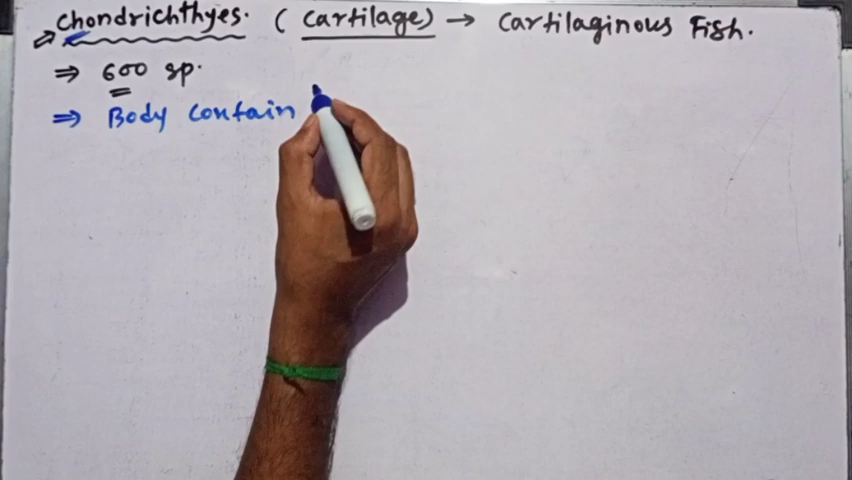 ⇒ Chondrichthyes. (Cartilage) → Cartilaginous Fish.
⇒ 600 sp.
⇒ Body contain